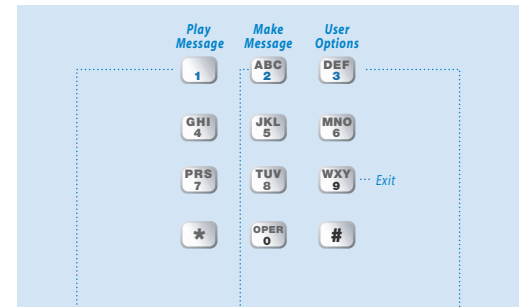 Play Make User
Message Message Options
1 ABC 2 DEF 3
GHI 4 JKL 5 MNO 6
PRS 7 TUV 8 WXY 9 ··· Exit
* OPER 0 #